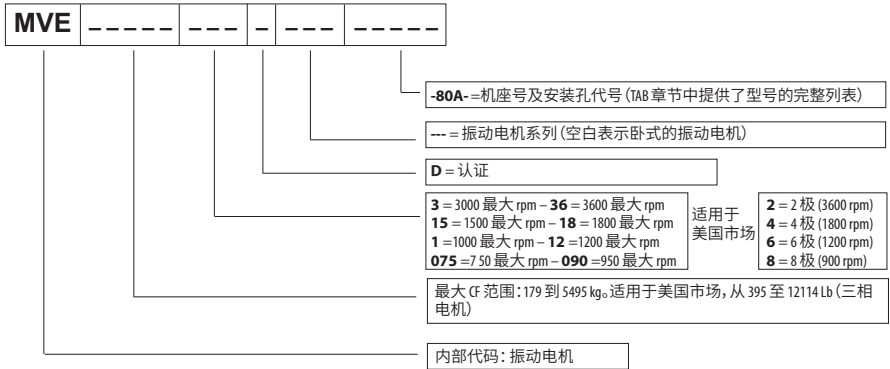 MVE _ _ _ _ _ _ _ _ _ _ _ _ _ _ _ _ _
-80A- =机座号及安装孔代号（TAB 章节中提供了型号的完整列表）
--- = 振动电机系列（空白表示卧式的振动电机）
D = 认证
3 = 3000 最大 rpm – 36 = 3600 最大 rpm
15 = 1500 最大 rpm – 18 = 1800 最大 rpm
1 =1000 最大 rpm – 12 =1200 最大 rpm
075 =7 50 最大 rpm – 090 =950 最大 rpm
适用于
美国市场
2 = 2 极 (3600 rpm)
4 = 4 极 (1800 rpm)
6 = 6 极 (1200 rpm)
8 = 8 极 (900 rpm)
最大 CF 范围：179 到 5495 kg。适用于美国市场，从 395 至 12114 Lb（三相
电机）
内部代码：振动电机